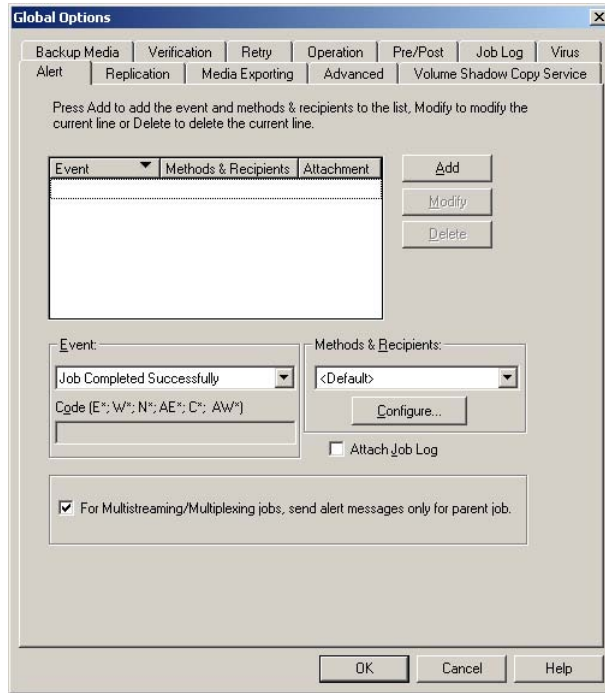 Global Options
Backup Media Verification Retry Operation Pre/Post Job Log Virus
Alert Replication Media Exporting Advanced Volume Shadow Copy Service
Press Add to add the event and methods & recipients to the list, Modify to modify the
current line or Delete to delete the current line.
Event Methods & Recipients Attachment
Add
Modify
Delete
Event:
Job Completed Successfully
Code (E*; W*; N*; AE*; C*; AW*)
Methods & Recipients:
<Default>
Configure...
Attach Job Log
For Multistreaming/Multiplexing jobs, send alert messages only for parent job.
OK Cancel Help